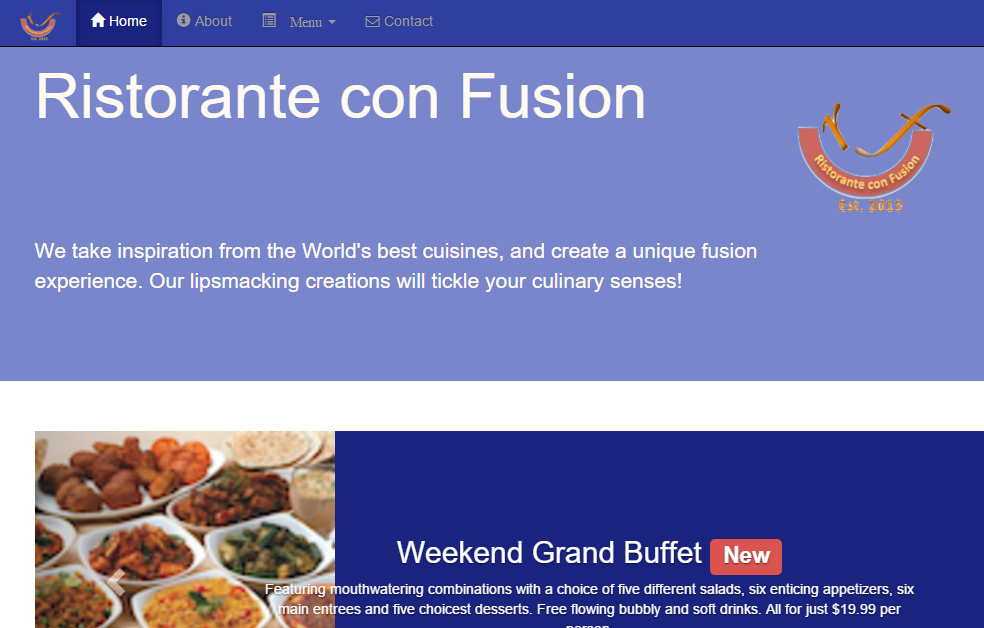 Home About Menu Contact
Ristorante con Fusion
Ristorante con Fusion
Est. 2013
We take inspiration from the World's best cuisines, and create a unique fusion
experience. Our lipsmacking creations will tickle your culinary senses!
Weekend Grand Buffet New
Featuring mouthwatering combinations with a choice of five different salads, six enticing appetizers, six
main entrees and five choicest desserts. Free flowing bubbly and soft drinks. All for just $19.99 per
person